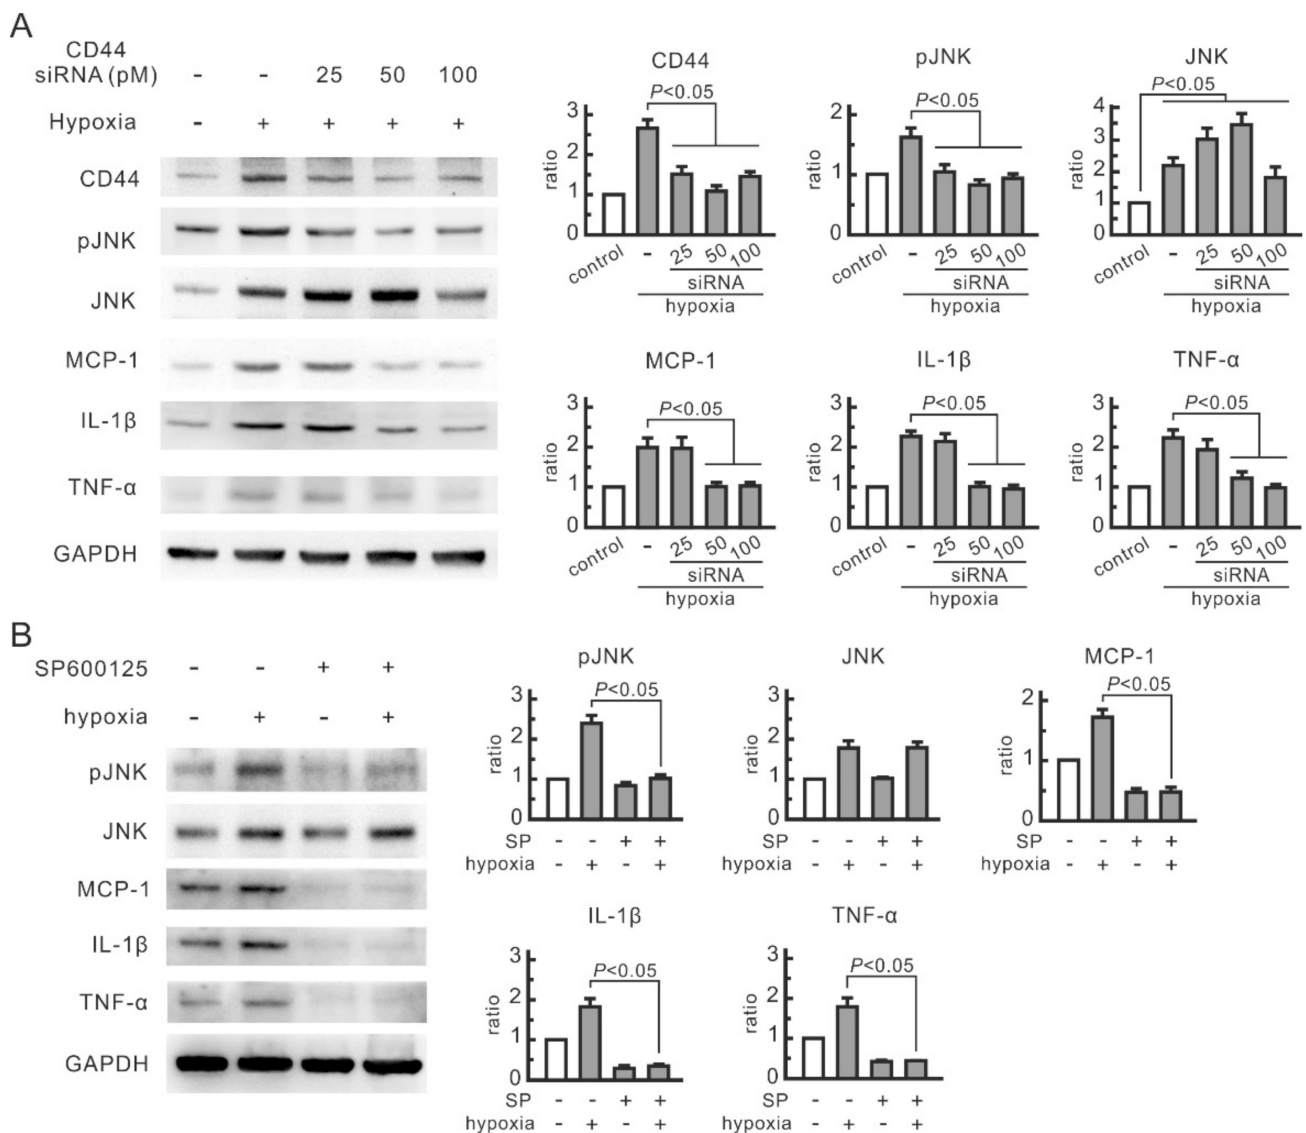 A
CD44
siRNA (pM) - - 25 50 100
Hypoxia - + + + +
CD44
pJNK
JNK
MCP-1
IL-1β
TNF-α
GAPDH
CD44
P<0.05
3
2
1
0
ratio
control - 25 50 100
siRNA
hypoxia
pJNK
P<0.05
2
1
0
ratio
control - 25 50 100
siRNA
hypoxia
JNK
P<0.05
4
3
2
1
0
ratio
control - 25 50 100
siRNA
hypoxia
MCP-1
P<0.05
3
2
1
0
ratio
control - 25 50 100
siRNA
hypoxia
IL-1β
P<0.05
3
2
1
0
ratio
control - 25 50 100
siRNA
hypoxia
TNF-α
P<0.05
3
2
1
0
ratio
control - 25 50 100
siRNA
hypoxia
B
SP600125 - - + +
hypoxia - + - +
pJNK
JNK
MCP-1
IL-1β
TNF-α
GAPDH
pJNK
P<0.05
3
2
1
0
ratio
SP - - + +
hypoxia - + - +
JNK
3
2
1
0
ratio
SP - - + +
hypoxia - + - +
MCP-1
P<0.05
2
1
0
ratio
SP - - + +
hypoxia - + - +
IL-1β
P<0.05
3
2
1
0
ratio
SP - - + +
hypoxia - + - +
TNF-α
P<0.05
3
2
1
0
ratio
SP - - + +
hypoxia - + - +